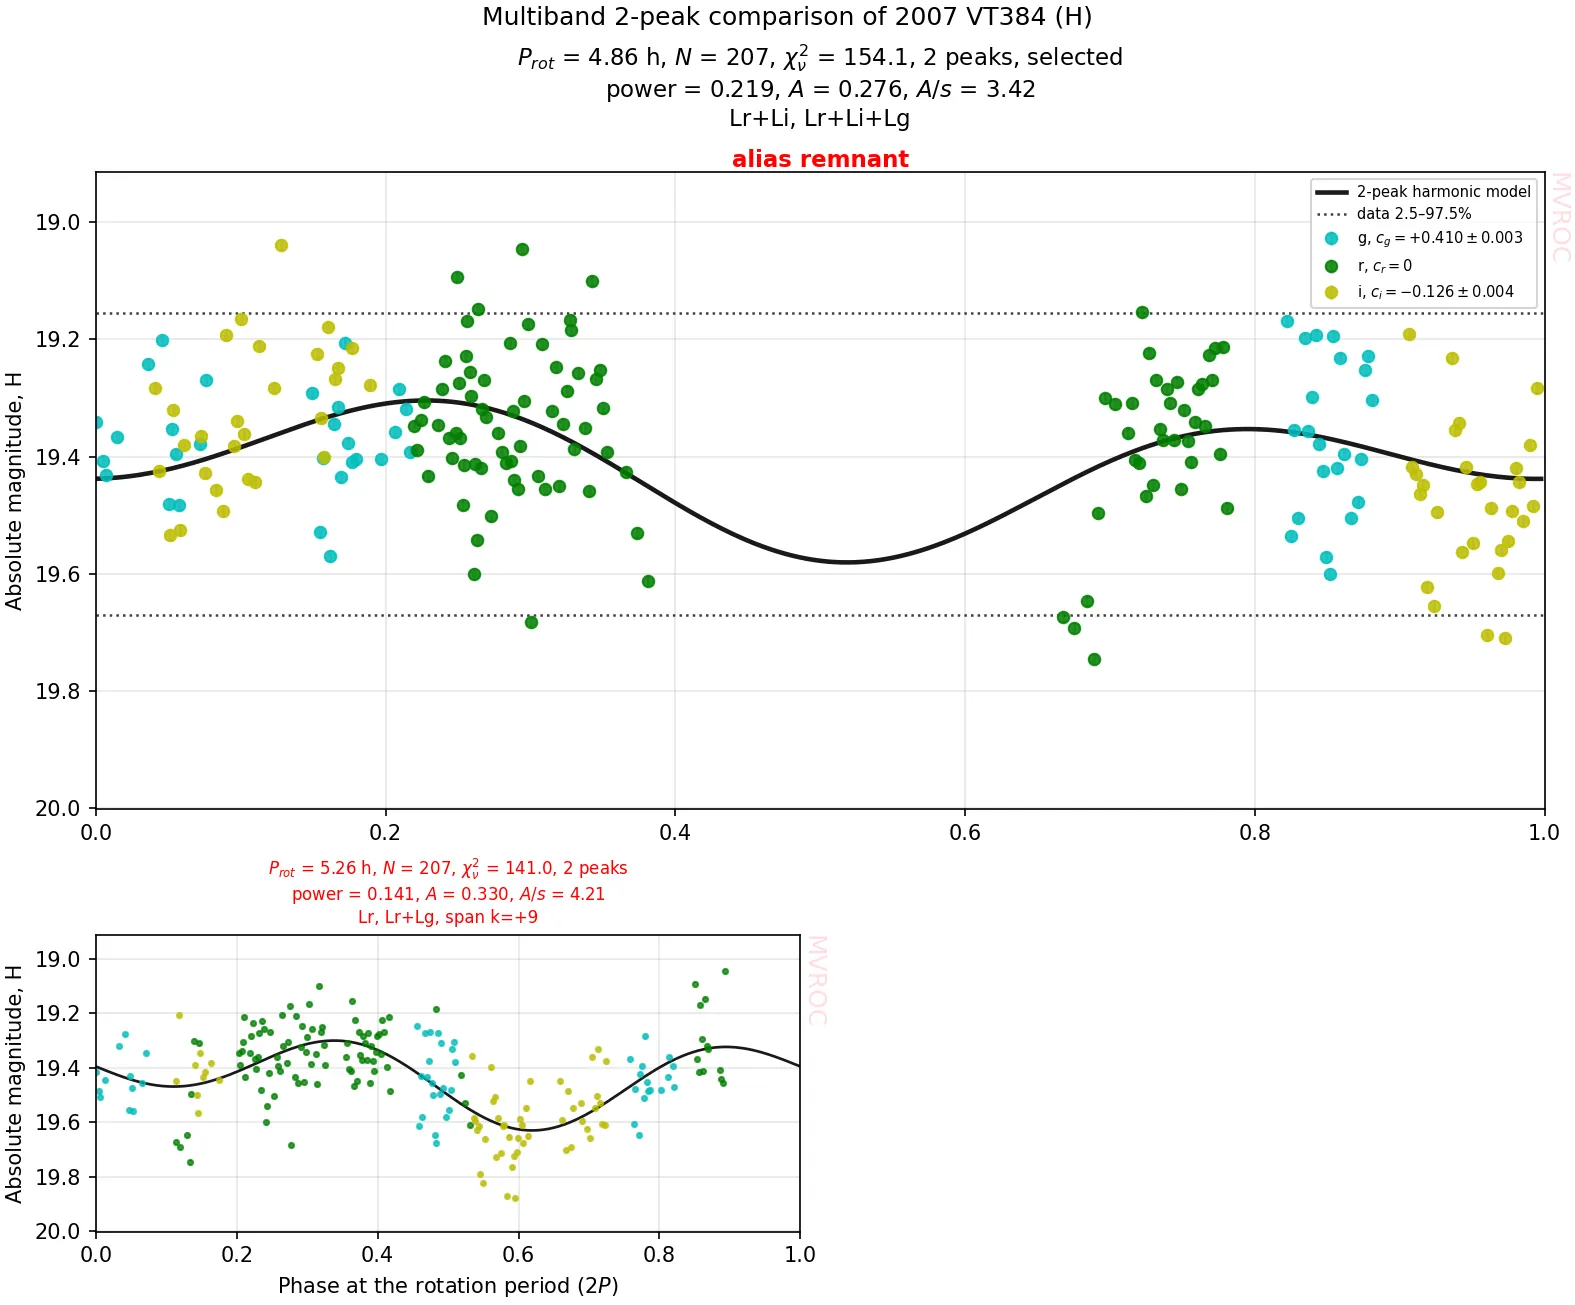 Multiband 2-peak comparison of 2007 VT384 (H)
P_rot = 4.86 h, N = 207, χ²_ν = 154.1, 2 peaks, selected
power = 0.219, A = 0.276, A/s = 3.42
Lr+Li, Lr+Li+Lg
alias remnant
2-peak harmonic model
data 2.5–97.5%
g, c_g = +0.410 ± 0.003
r, c_r = 0
i, c_i = −0.126 ± 0.004
MVROC
Absolute magnitude, H
19.0
19.2
19.4
19.6
19.8
20.0
0.0 0.2 0.4 0.6 0.8 1.0
P_rot = 5.26 h, N = 207, χ²_ν = 141.0, 2 peaks
power = 0.141, A = 0.330, A/s = 4.21
Lr, Lr+Lg, span k=+9
MVROC
Absolute magnitude, H
19.0
19.2
19.4
19.6
19.8
20.0
0.0 0.2 0.4 0.6 0.8 1.0
Phase at the rotation period (2P)